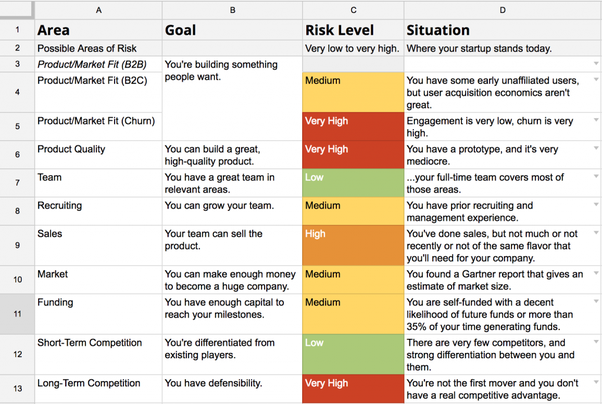 A B C D
1 Area Goal Risk Level Situation
2 Possible Areas of Risk Very low to very high. Where your startup stands today.
3 Product/Market Fit (B2B) You're building something
people want.
4 Product/Market Fit (B2C) Medium You have some early unaffiliated users,
but user acquisition economics aren't
great.
5 Product/Market Fit (Churn) Very High Engagement is very low, churn is very
high.
6 Product Quality You can build a great, Very High You have a prototype, and it's very
high-quality product. mediocre.
7 Team You have a great team in Low ...your full-time team covers most of
relevant areas. those areas.
8 Recruiting You can grow your team. Medium You have prior recruiting and
management experience.
9 Sales Your team can sell the High You've done sales, but not much or not
product. recently or not of the same flavor that
you'll need for your company.
10 Market You can make enough money Medium You found a Gartner report that gives an
to become a huge company. estimate of market size.
11 Funding You have enough capital to Medium You are self-funded with a decent
reach your milestones. likelihood of future funds or more than
35% of your time generating funds.
12 Short-Term Competition You're differentiated from Low There are very few competitors, and
existing players. strong differentiation between you and
them.
13 Long-Term Competition You have defensibility. Very High You're not the first mover and you don't
have a real competitive advantage.